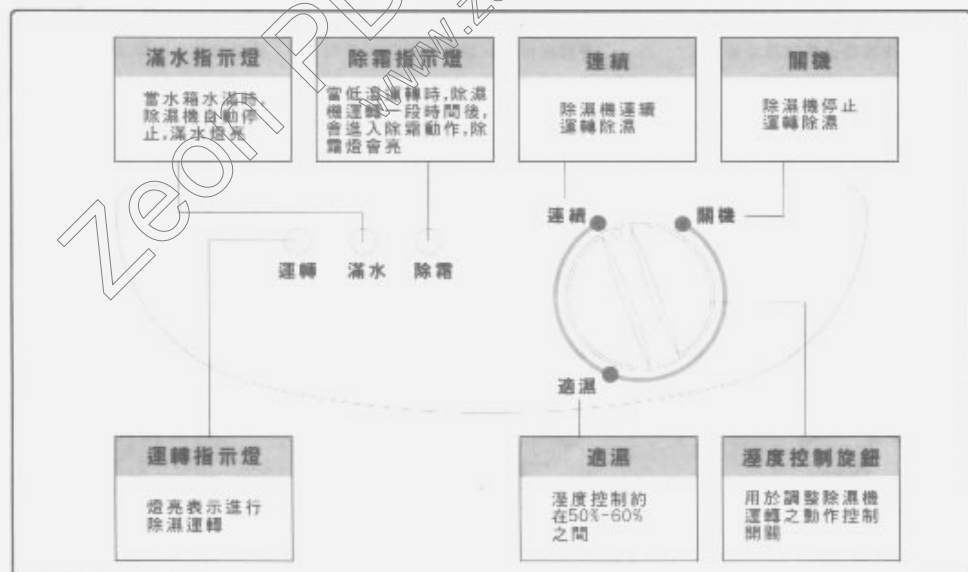 滿水指示燈
當水箱水滿時,
除濕機自動停
止,滿水燈亮
除霜指示燈
當低溫運轉時,除濕
機運轉一段時間後,
會進入除霜動作,除
霜燈會亮
連續
除濕機連續
運轉除濕
關機
除濕機停止
運轉除濕
連續
關機
運轉
滿水
除霜
適濕
運轉指示燈
燈亮表示進行
除濕運轉
適濕
溼度控制約
在50%-60%
之間
溼度控制旋鈕
用於調整除濕機
運轉之動作控制
開關